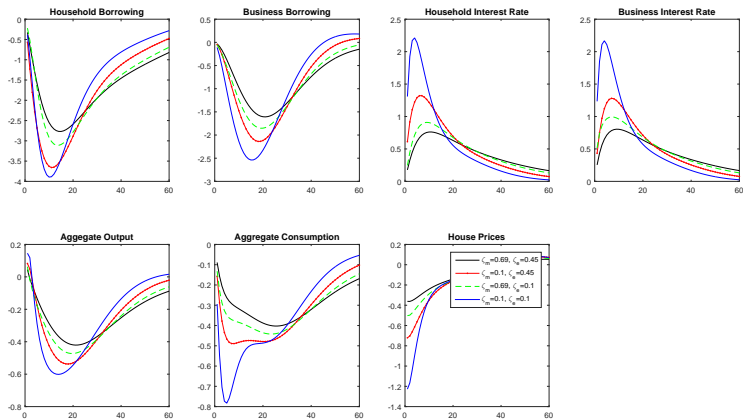 Household Borrowing
0
-0.5
-1
-1.5
-2
-2.5
-3
-3.5
-4
0 20 40 60
Business Borrowing
0.5
0
-0.5
-1
-1.5
-2
-2.5
-3
0 20 40 60
Household Interest Rate
2.5
2
1.5
1
0.5
0
0 20 40 60
Business Interest Rate
2.5
2
1.5
1
0.5
0
0 20 40 60
Aggegate Output
0.2
0
-0.2
-0.4
-0.6
-0.8
0 20 40 60
Aggregate Consumption
0
-0.1
-0.2
-0.3
-0.4
-0.5
-0.6
-0.7
-0.8
0 20 40 60
House Prices
0.2
0
-0.2
-0.4
-0.6
-0.8
-1
-1.2
-1.4
0 20 40 60
ζm=0.69, ζe=0.45
ζm=0.1, ζe=0.45
ζm=0.69, ζe=0.1
ζm=0.1, ζe=0.1